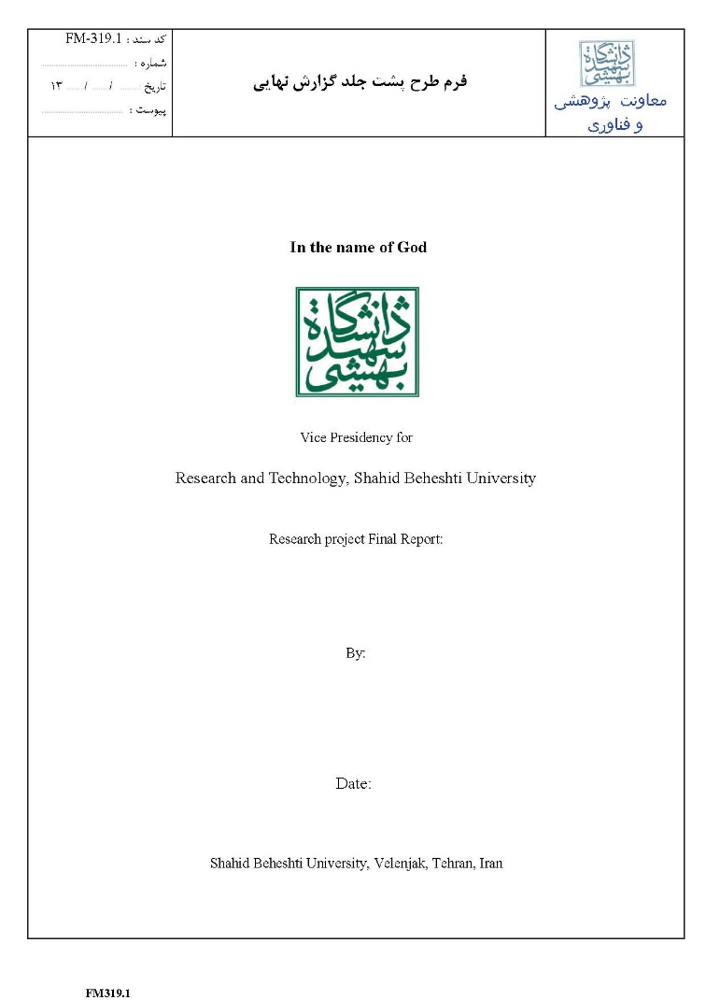 دانشگاه
شهید
بهشتی
معاونت پژوهشی
و فناوری
فرم طرح پشت جلد گزارش نهایی
کد سند : FM-319.1
شماره : ..............................
تاریخ ........ / ...... / ...... ۱۳
پیوست : ..............................
In the name of God
دانشگاه
شهید
بهشتی
Vice Presidency for
Research and Technology, Shahid Beheshti University
Research project Final Report:
By:
Date:
Shahid Beheshti University, Velenjak, Tehran, Iran
FM319.1